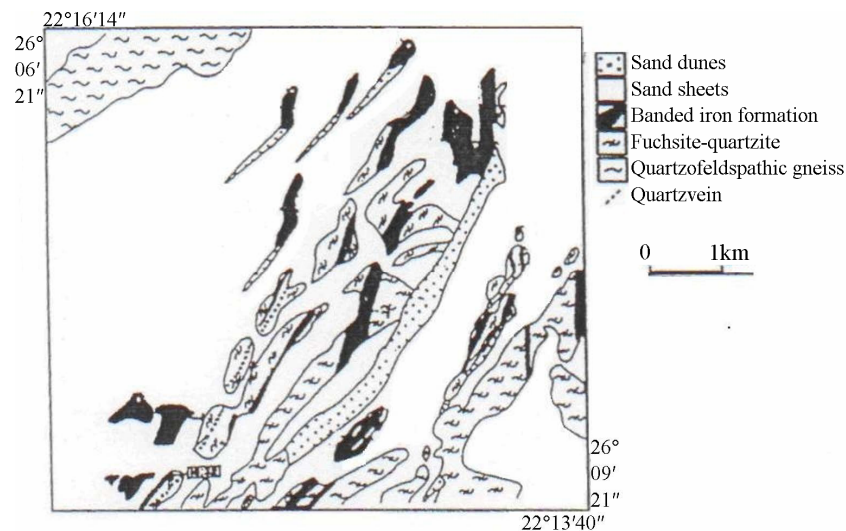 22°16′14″
26°
06′
21″
Sand dunes
Sand sheets
Banded iron formation
Fuchsite-quartzite
Quartzofeldspathic gneiss
Quartzvein
0 1km
26°
09′
21″
22°13′40″